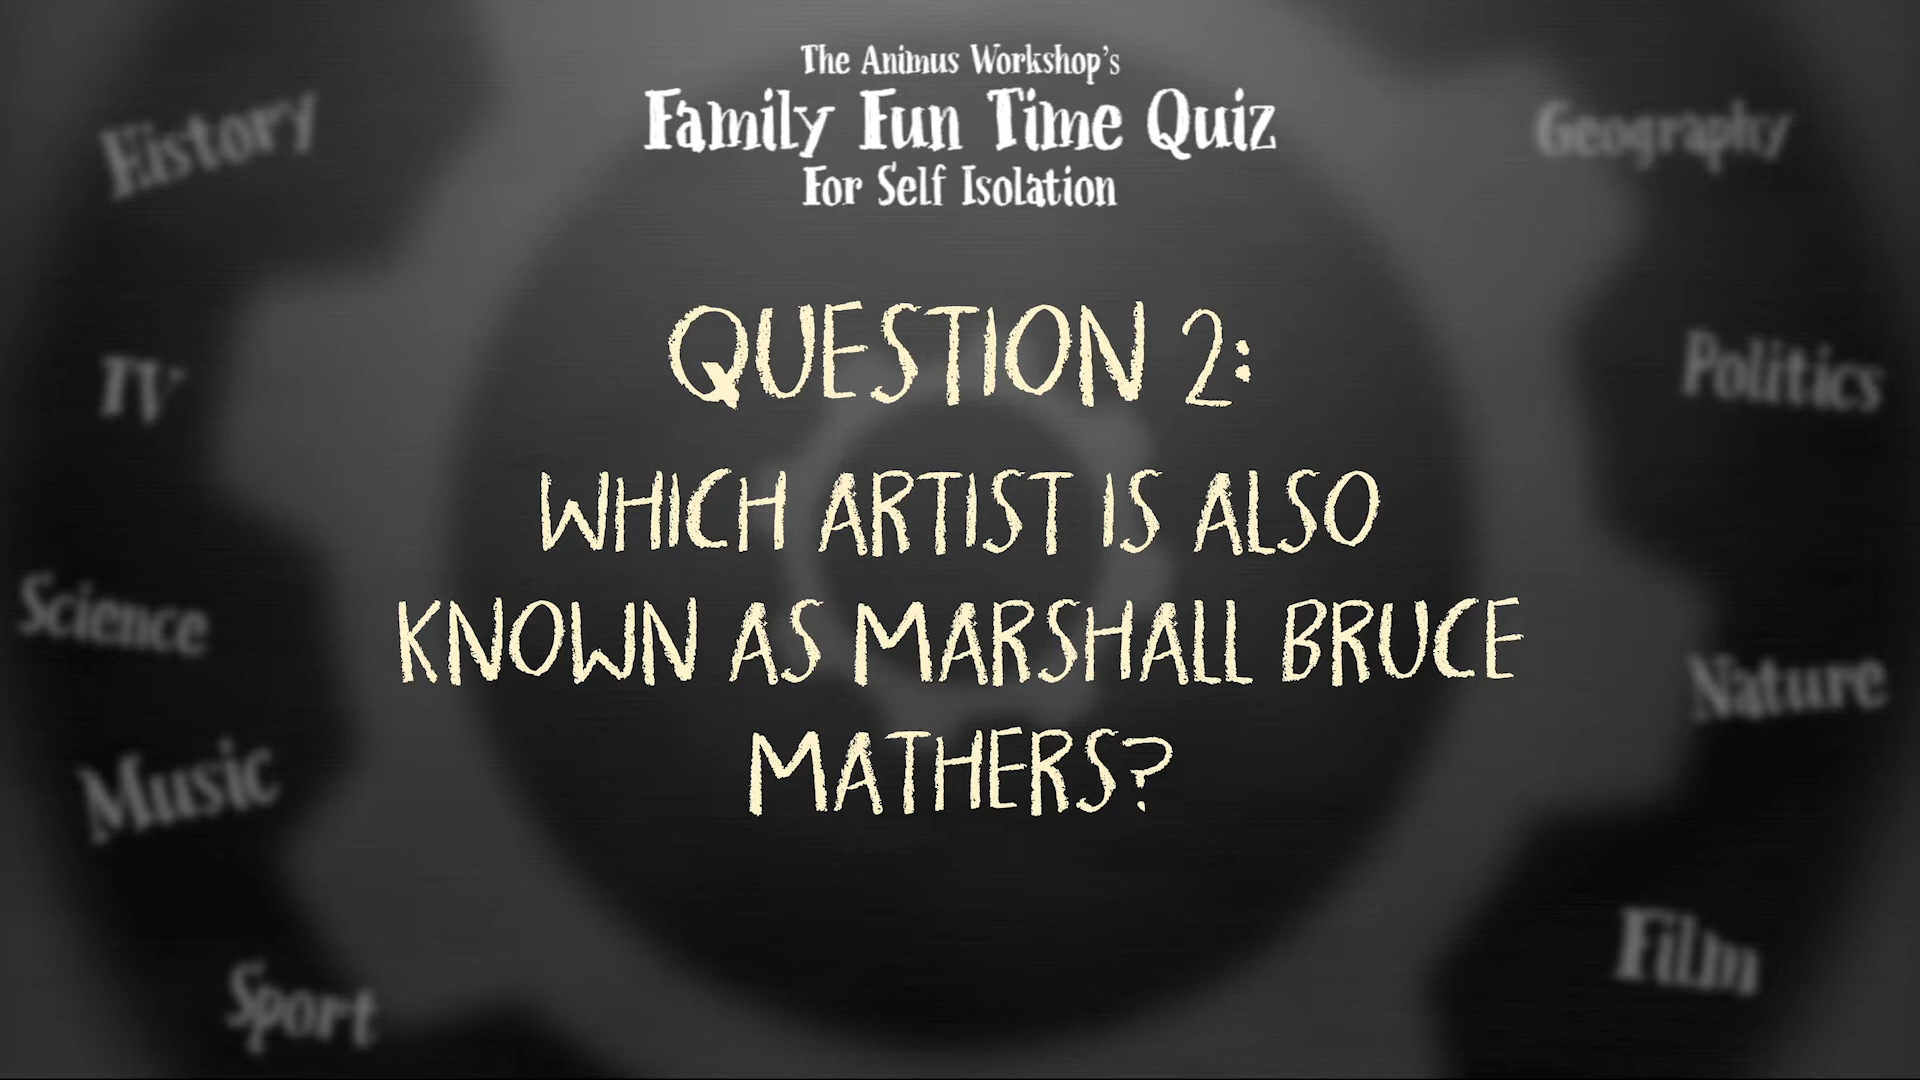 The Animus Workshop's
Family Fun Time Quiz
For Self Isolation
History
Geography
QUESTION 2:
TV
Politics
WHICH ARTIST IS ALSO
KNOWN AS MARSHALL BRUCE
MATHERS?
Science
Nature
Music
Film
Sport